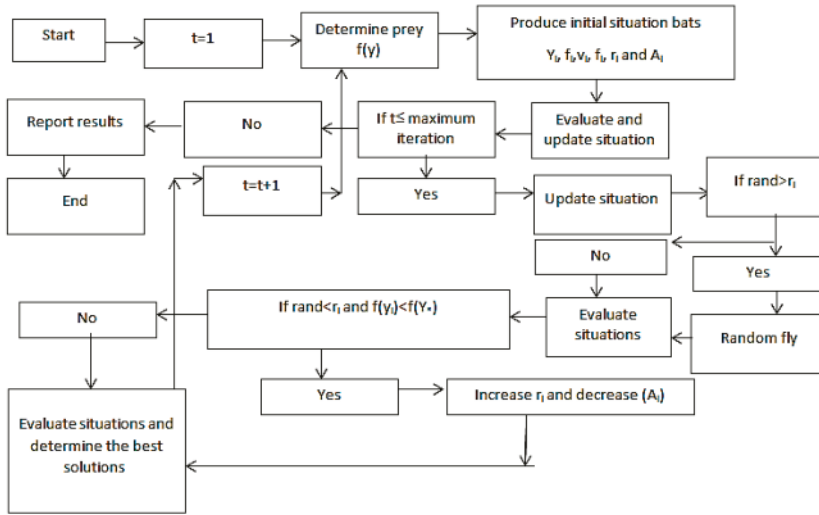 Start
t=1
Determine prey
f(y)
Produce initial situation bats
Yᵢ, fᵢ,vᵢ, fᵢ, rᵢ and Aᵢ
Report results
No
If t≤ maximum
iteration
Evaluate and
update situation
End
t=t+1
Yes
Update situation
If rand>rᵢ
No
Yes
No
If rand<rᵢ and f(yᵢ)<f(Y*)
Evaluate
situations
Random fly
Yes
Increase rᵢ and decrease (Aᵢ)
Evaluate situations and
determine the best
solutions